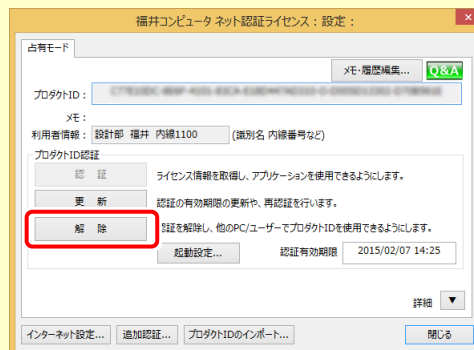 福井コンピュータ ネット認証ライセンス：設定：
占有モード
メモ・履歴編集... Q&A
プロダクトID：
メモ：
利用者情報： 設計部 福井 内線1100 (識別名 内線番号など)
プロダクトID認証
認 証 ライセンス情報を取得し、アプリケーションを使用できるようにします。
更 新 認証の有効期限の更新や、再認証を行います。
解 除 認証を解除し、他のPC/ユーザーでプロダクトIDを使用できるようにします。
起動設定... 認証有効期限 2015/02/07 14:25
詳細 ▼
インターネット設定... 追加認証... プロダクトIDのインポート... 閉じる